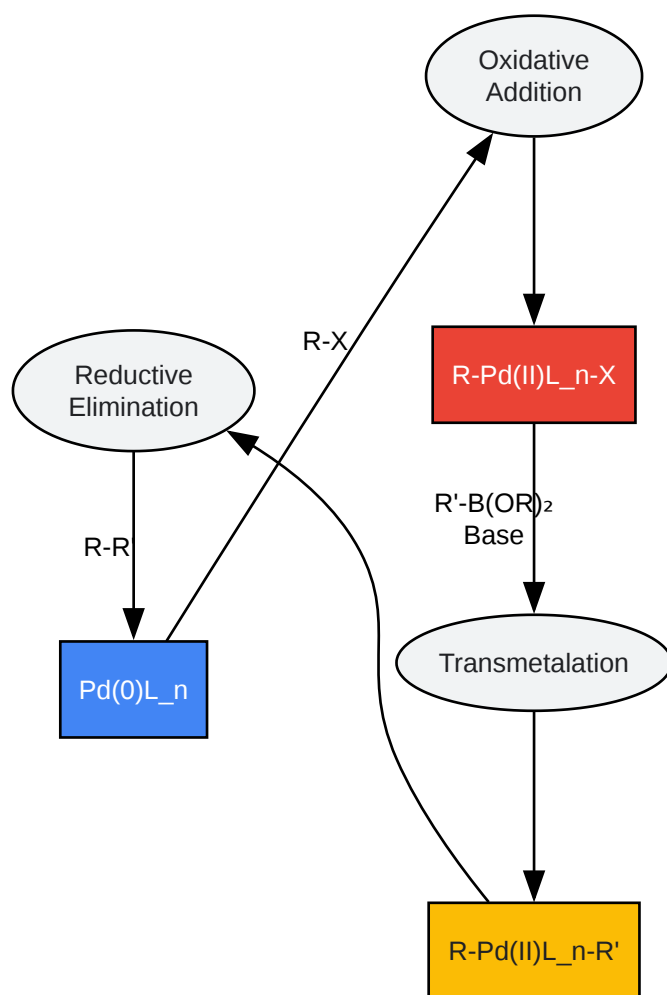 Oxidative
Addition
R-X
R-Pd(II)L_n-X
Reductive
Elimination
R'-B(OR)₂
Base
R-R'
Pd(0)L_n
Transmetalation
R-Pd(II)L_n-R'